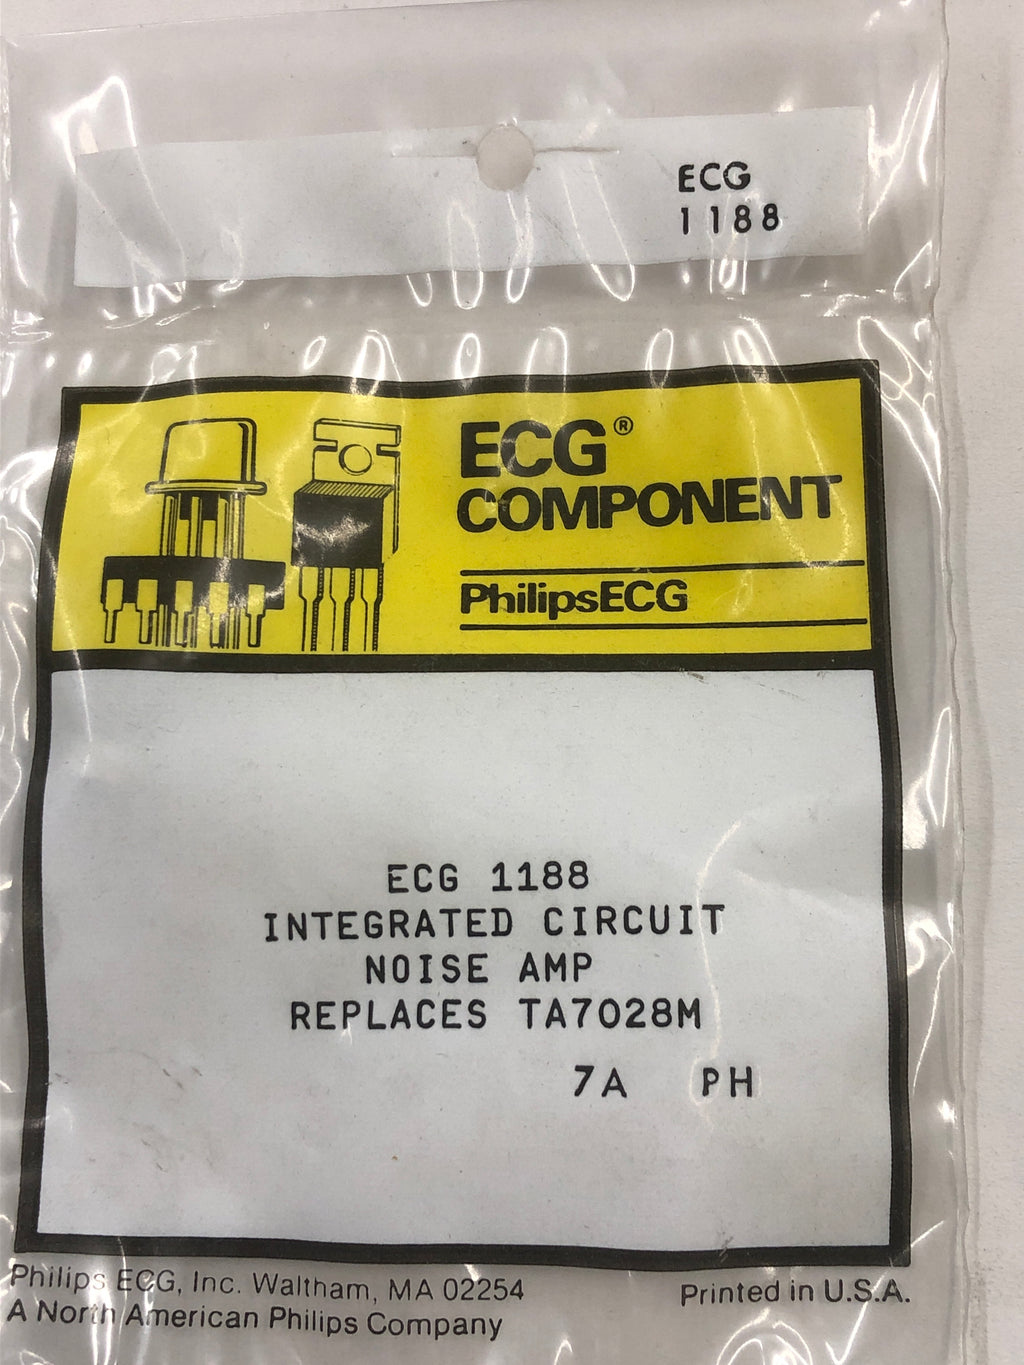 ECG
1188
ECG®
COMPONENT
PhilipsECG
ECG 1188
INTEGRATED CIRCUIT
NOISE AMP
REPLACES TA7028M
7A PH
Philips ECG, Inc. Waltham, MA 02254
A North American Philips Company
Printed in U.S.A.